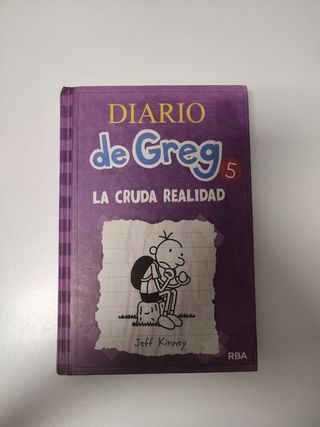 DIARIO
de Greg 5
LA CRUDA REALIDAD
Jeff Kinney
RBA